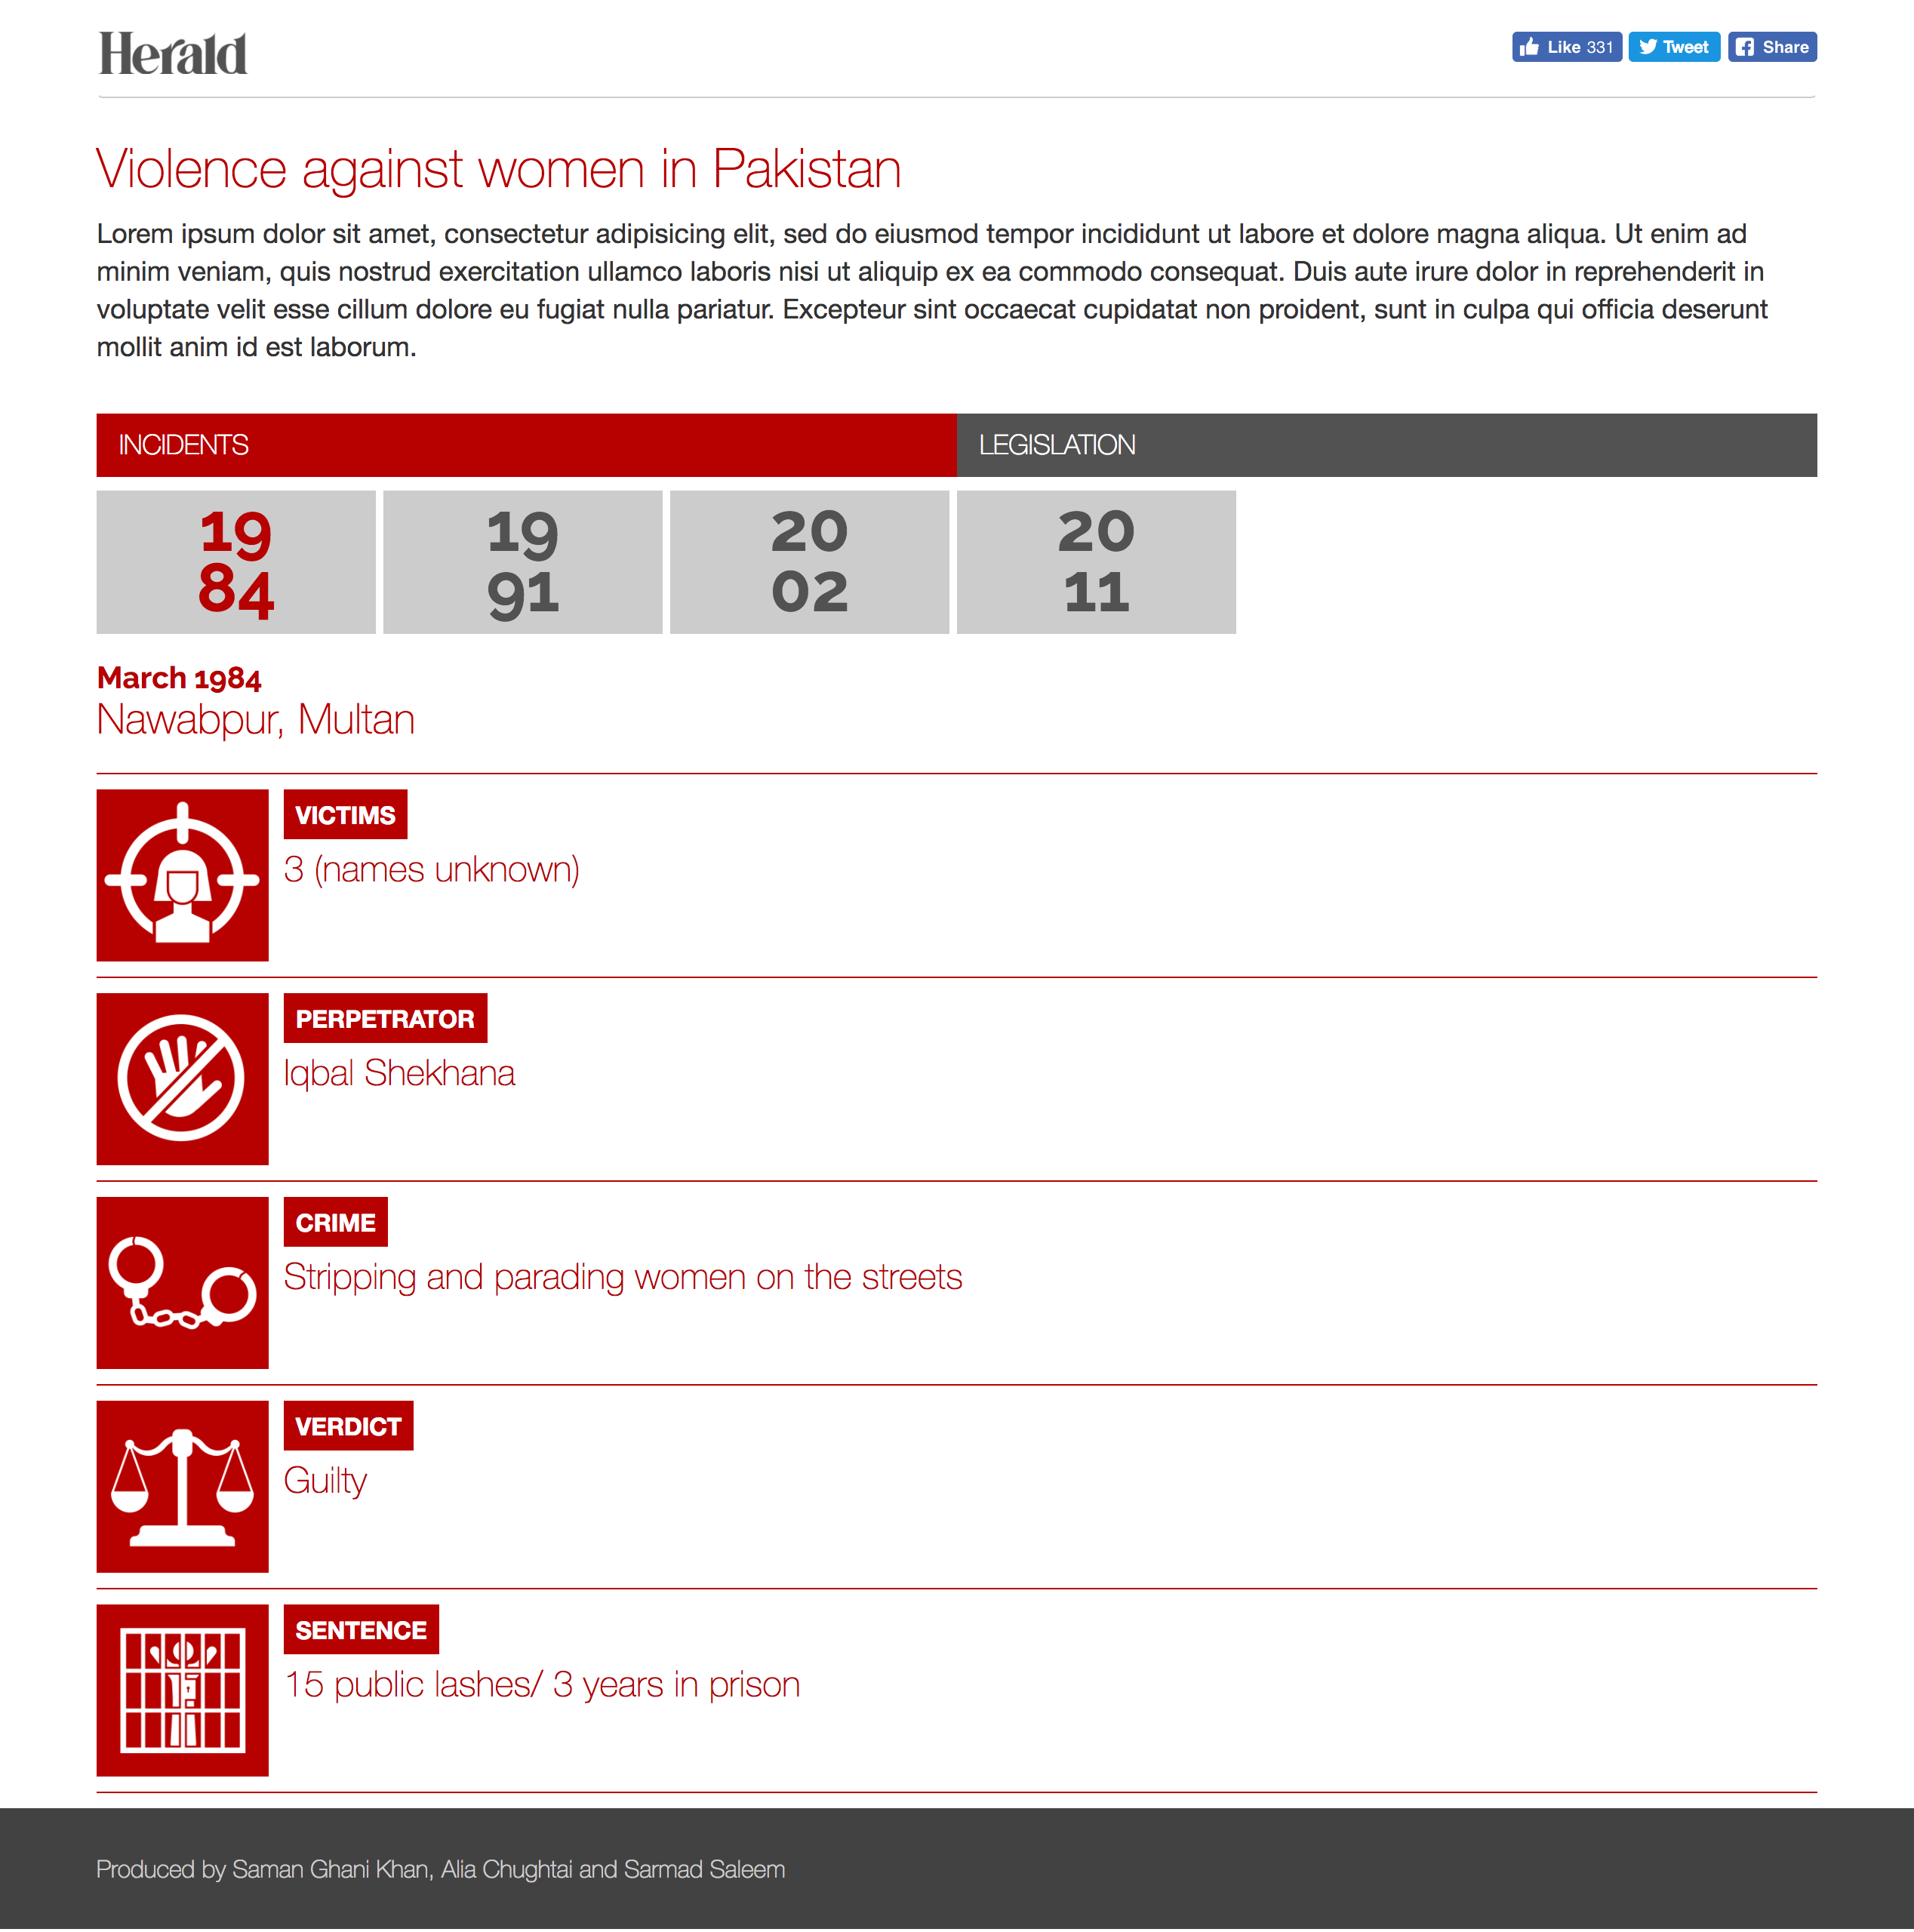 Herald
Like 331
Tweet
Share
Violence against women in Pakistan
Lorem ipsum dolor sit amet, consectetur adipisicing elit, sed do eiusmod tempor incididunt ut labore et dolore magna aliqua. Ut enim ad
minim veniam, quis nostrud exercitation ullamco laboris nisi ut aliquip ex ea commodo consequat. Duis aute irure dolor in reprehenderit in
voluptate velit esse cillum dolore eu fugiat nulla pariatur. Excepteur sint occaecat cupidatat non proident, sunt in culpa qui officia deserunt
mollit anim id est laborum.
INCIDENTS
LEGISLATION
19
84
19
91
20
02
20
11
March 1984
Nawabpur, Multan
VICTIMS
3 (names unknown)
PERPETRATOR
Iqbal Shekhana
CRIME
Stripping and parading women on the streets
VERDICT
Guilty
SENTENCE
15 public lashes/ 3 years in prison
Produced by Saman Ghani Khan, Alia Chughtai and Sarmad Saleem